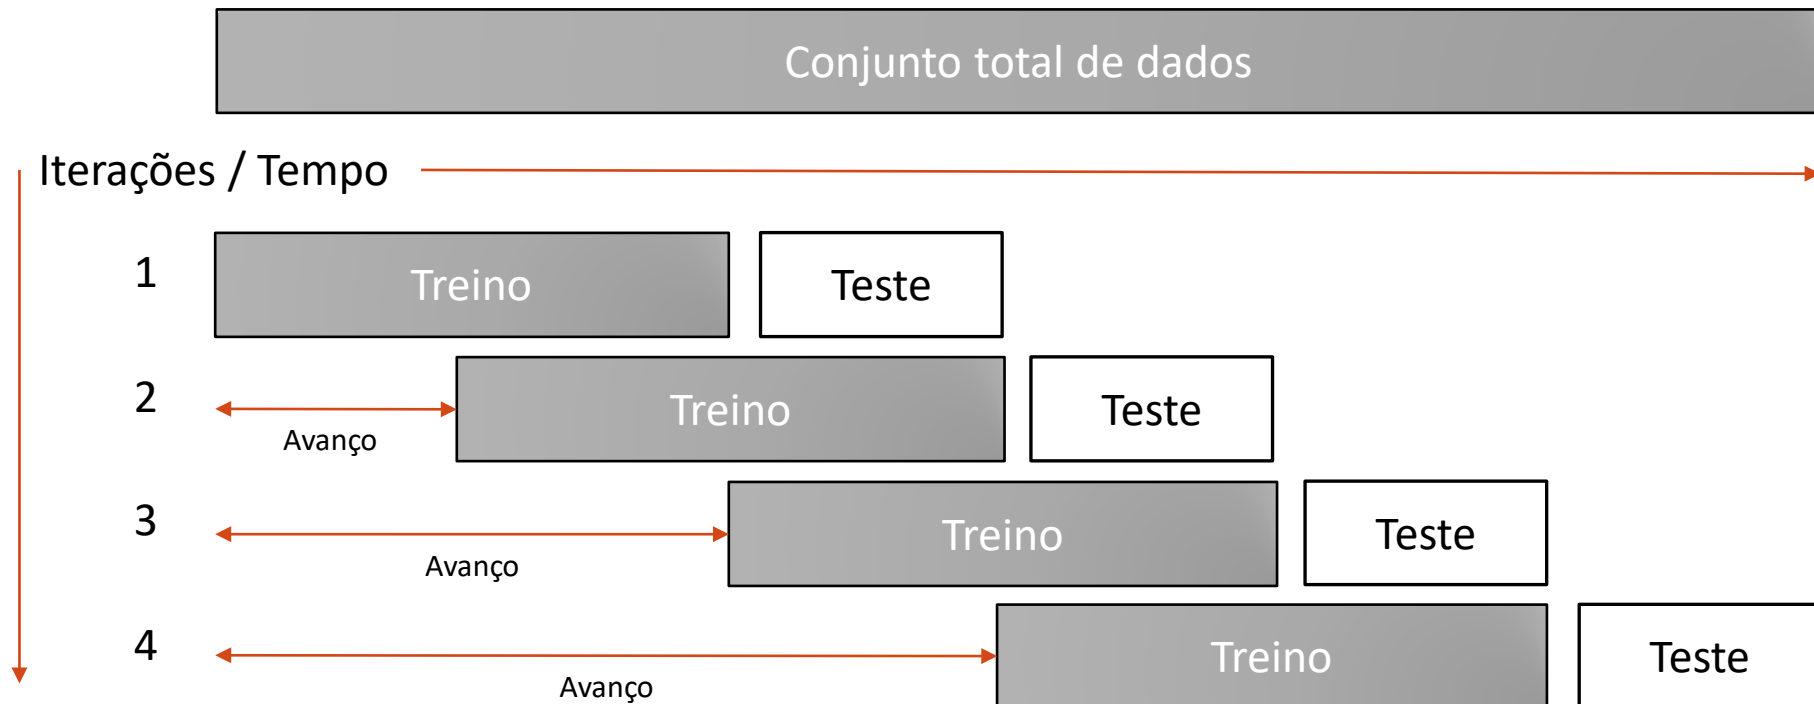 Conjunto total de dados
Iterações / Tempo
1
Treino
Teste
2
Avanço
Treino
Teste
3
Avanço
Treino
Teste
4
Avanço
Treino
Teste